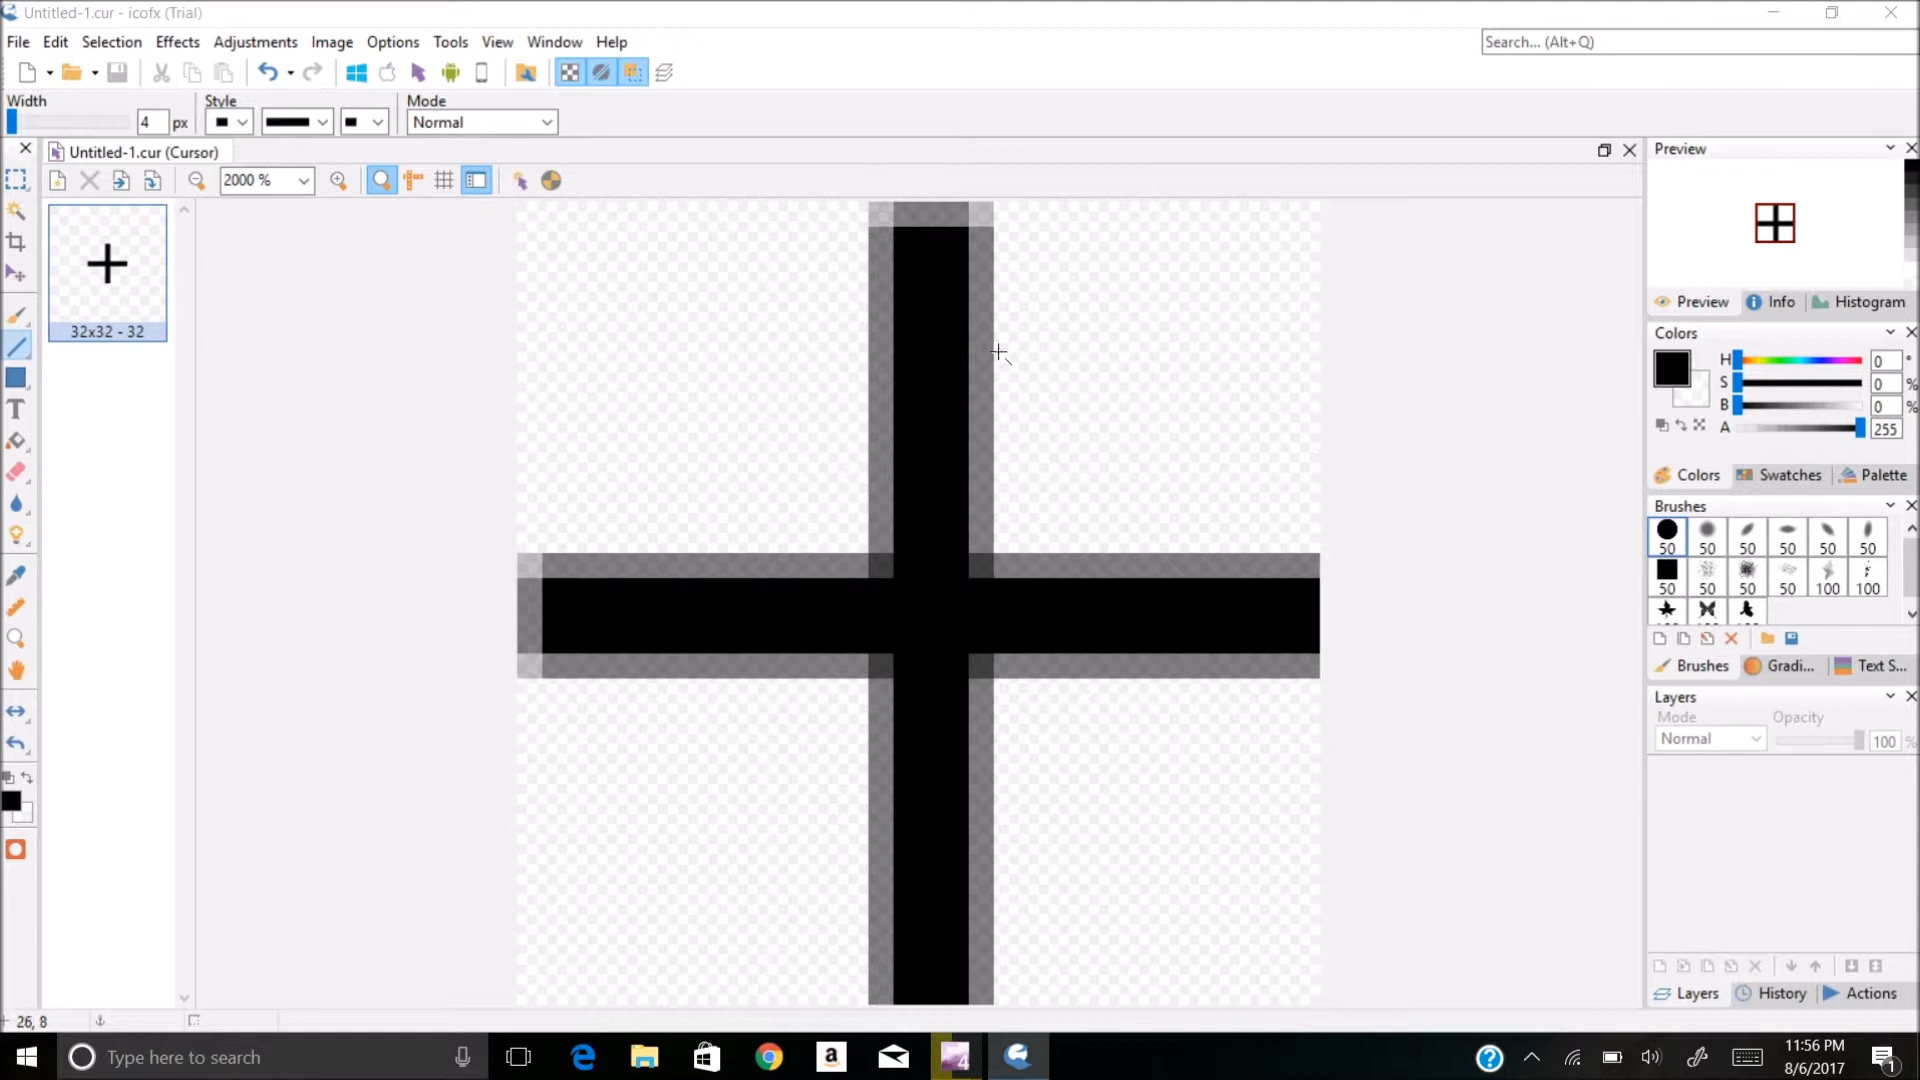 Untitled-1.cur - icofx (Trial)
File Edit Selection Effects Adjustments Image Options Tools View Window Help
Search... (Alt+Q)
Width Style Mode
4 px Normal
Untitled-1.cur (Cursor) Preview
2000 %
32x32 - 32
Preview Info Histogram
Colors
H 0 °
S 0 %
B 0 %
A 255
Colors Swatches Palette
Brushes
50 50 50 50 50 50
50 50 50 50 100 100
Brushes Gradi... Text S...
Layers
Mode Opacity
Normal 100 %
Layers History Actions
26, 8
Type here to search
a
4
11:56 PM
8/6/2017
1